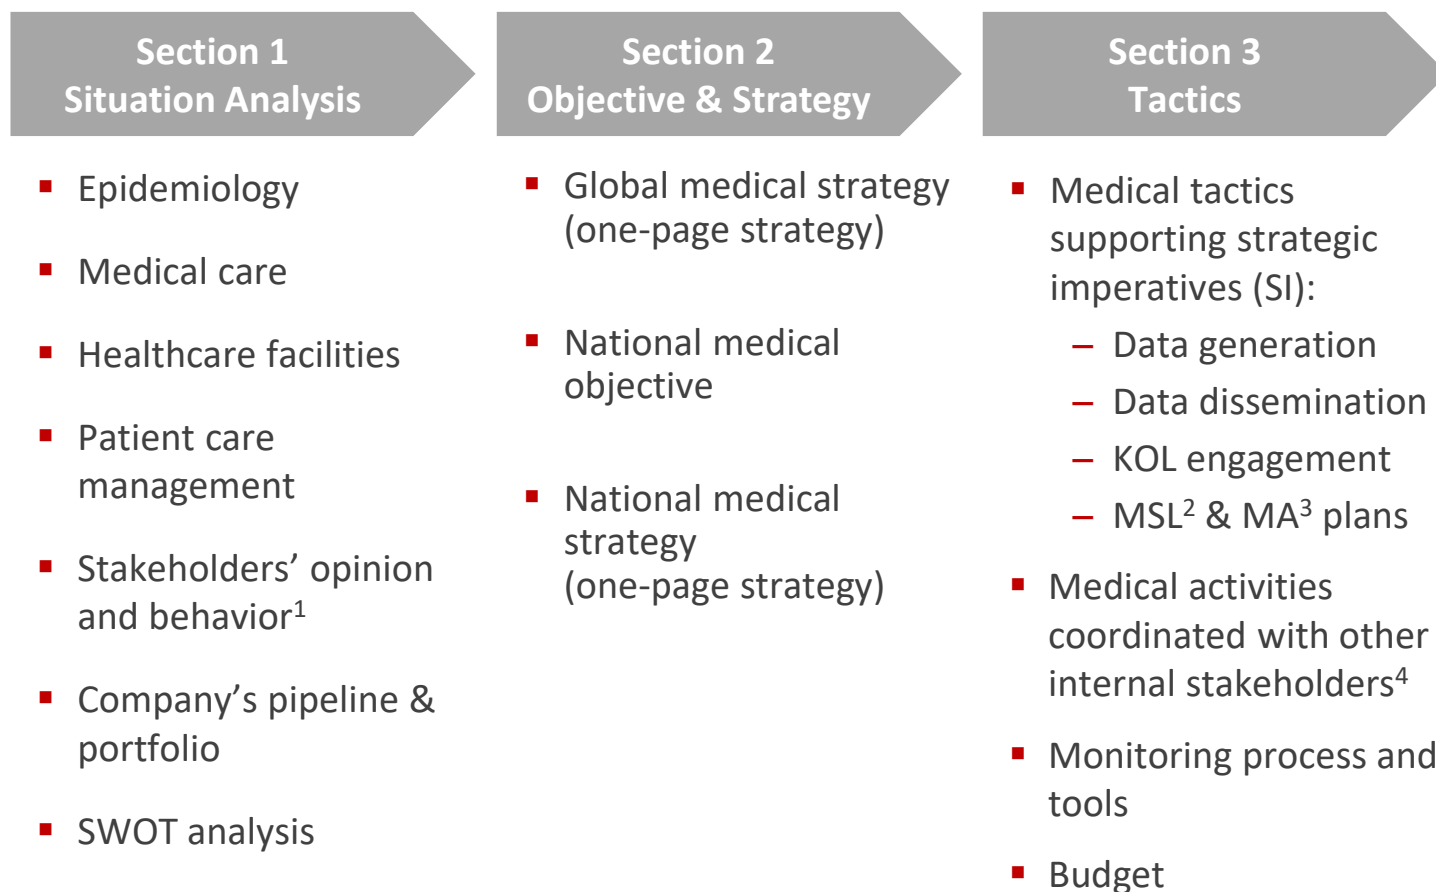 Section 1
Situation Analysis
▪ Epidemiology
▪ Medical care
▪ Healthcare facilities
▪ Patient care
management
▪ Stakeholders’ opinion
and behavior¹
▪ Company’s pipeline &
portfolio
▪ SWOT analysis
Section 2
Objective & Strategy
▪ Global medical strategy
(one-page strategy)
▪ National medical
objective
▪ National medical
strategy
(one-page strategy)
Section 3
Tactics
▪ Medical tactics
supporting strategic
imperatives (SI):
– Data generation
– Data dissemination
– KOL engagement
– MSL² & MA³ plans
▪ Medical activities
coordinated with other
internal stakeholders⁴
▪ Monitoring process and
tools
▪ Budget